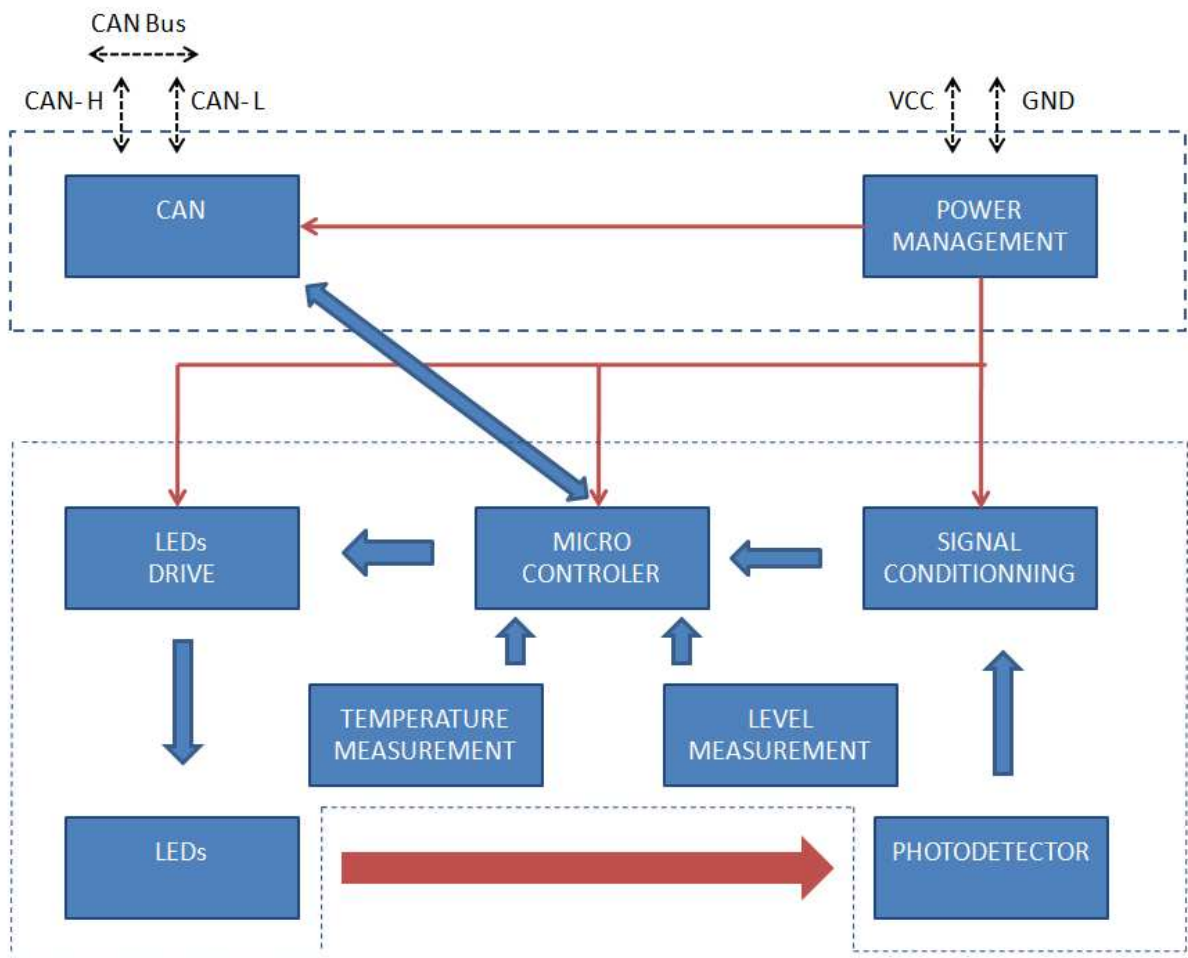 CAN Bus
CAN- H
CAN- L
VCC
GND
CAN
POWER
MANAGEMENT
LEDs
DRIVE
MICRO
CONTROLER
SIGNAL
CONDITIONNING
TEMPERATURE
MEASUREMENT
LEVEL
MEASUREMENT
LEDs
PHOTODETECTOR